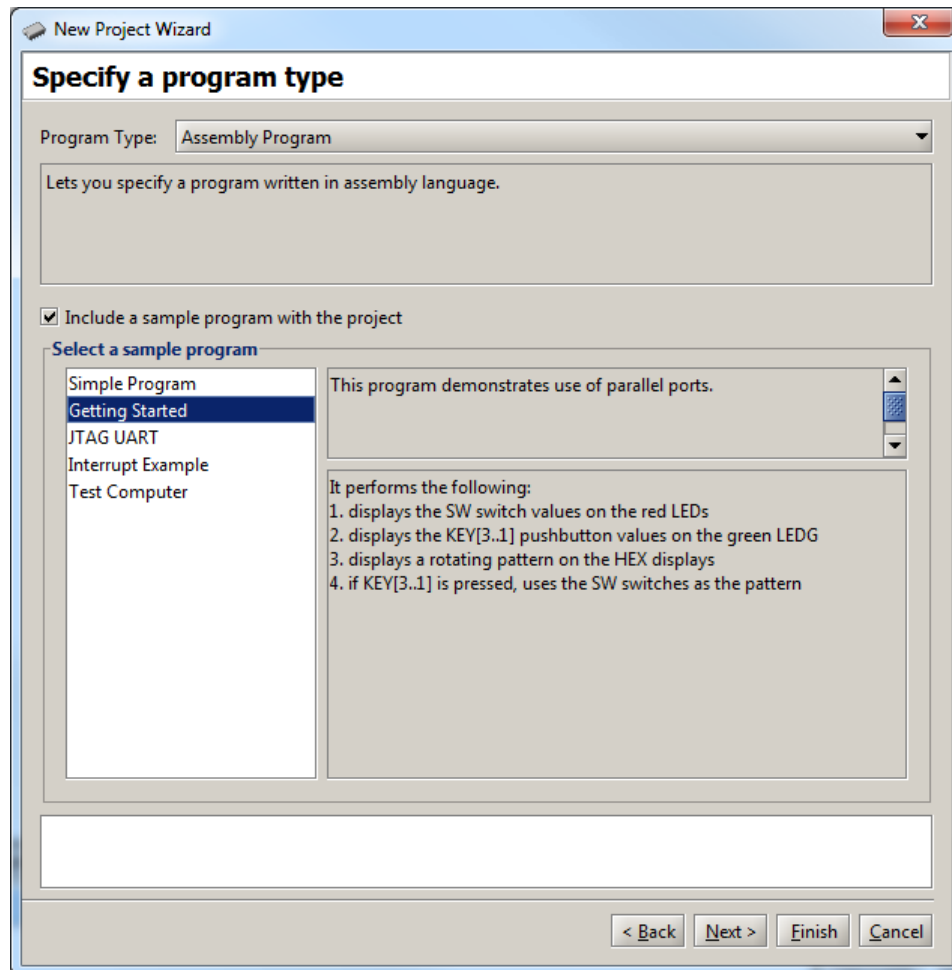 New Project Wizard
Specify a program type
Program Type: Assembly Program
Lets you specify a program written in assembly language.
Include a sample program with the project
Select a sample program
Simple Program
Getting Started
JTAG UART
Interrupt Example
Test Computer
This program demonstrates use of parallel ports.
It performs the following:
1. displays the SW switch values on the red LEDs
2. displays the KEY[3..1] pushbutton values on the green LEDG
3. displays a rotating pattern on the HEX displays
4. if KEY[3..1] is pressed, uses the SW switches as the pattern
< Back Next > Finish Cancel